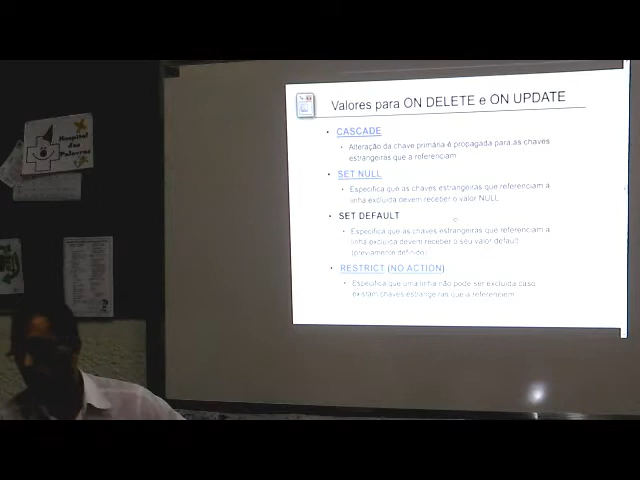 Valores para ON DELETE e ON UPDATE
• CASCADE
• Alteração da chave primária é propagada para as chaves
estrangeiras que a referenciam
• SET NULL
• Especifica que as chaves estrangeiras que referenciam a
linha excluída devem receber o valor NULL
• SET DEFAULT
• Especifica que as chaves estrangeiras que referenciam a
linha excluída devem receber o seu valor default
(previamente definido)
• RESTRICT (NO ACTION)
• Especifica que uma linha não pode ser excluída caso
existam chaves estrangeiras que a referenciem
Hospital
das
Palavras